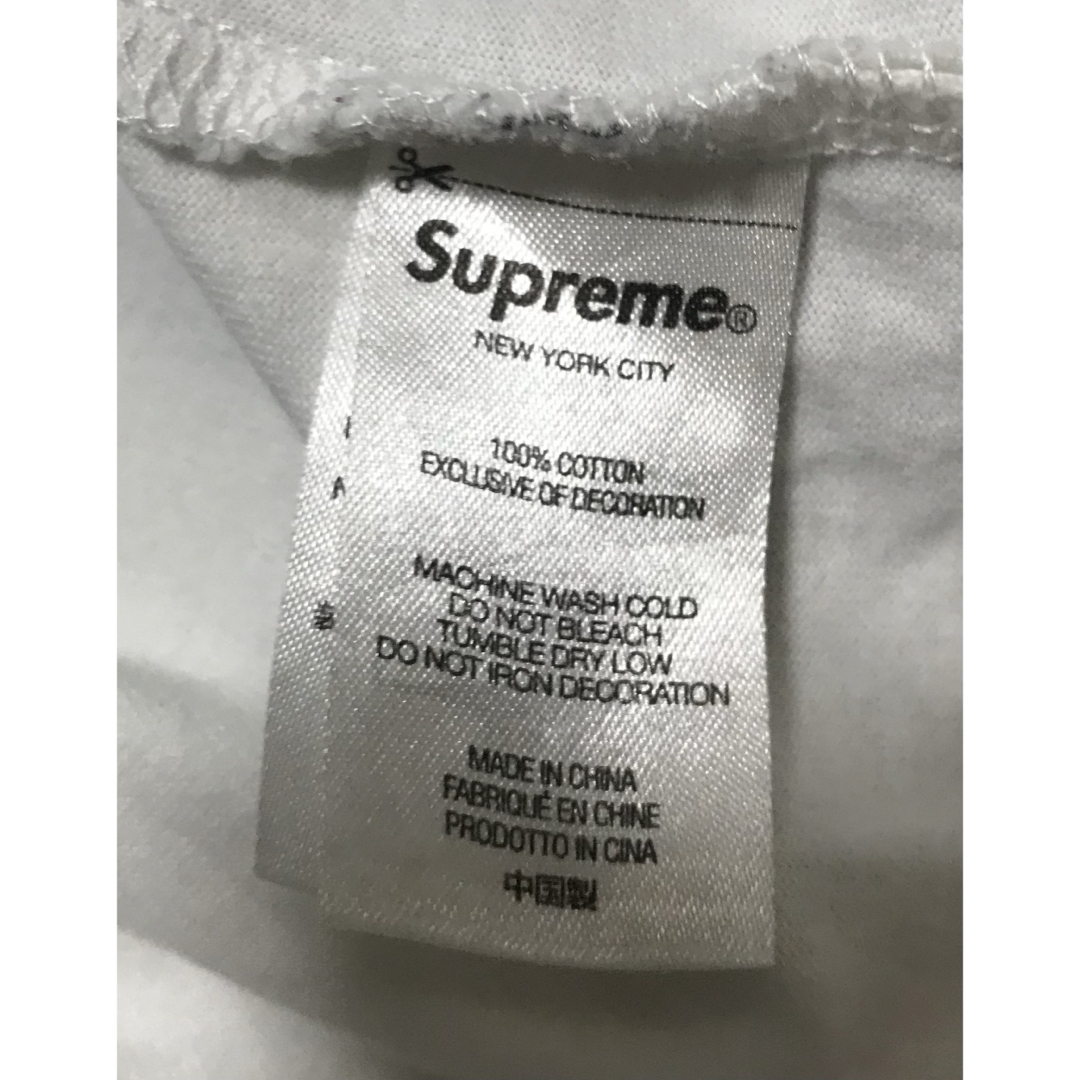 Supreme®
NEW YORK CITY
100% COTTON
EXCLUSIVE OF DECORATION
MACHINE WASH COLD
DO NOT BLEACH
TUMBLE DRY LOW
DO NOT IRON DECORATION
MADE IN CHINA
FABRIQUÉ EN CHINE
PRODOTTO IN CINA
中国製